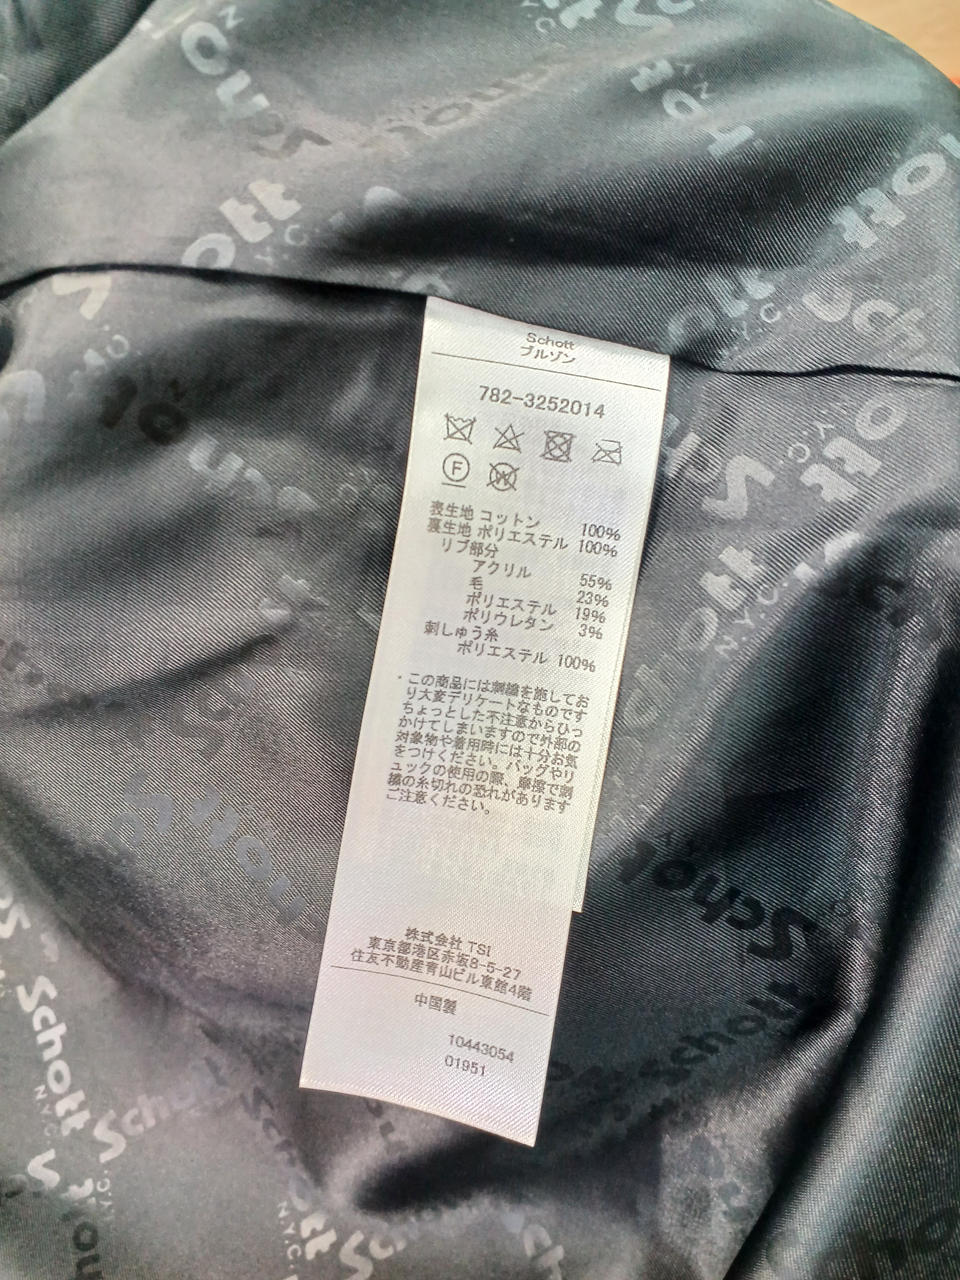 Schott
ブルゾン
782-3252014
F
W
表生地 コットン 100%
裏生地 ポリエステル 100%
リブ部分
アクリル 55%
毛 23%
ポリエステル 19%
ポリウレタン 3%
刺しゅう糸
ポリエステル 100%
・この商品には刺繍を施してお
り大変デリケートなものです
ちょっとした不注意からひっ
かけてしまいますので外部の
対象物や着用時には十分お気
をつけください。バッグやリ
ュックの使用の際、摩擦で刺
繍の糸切れの恐れがあります
ご注意ください。
株式会社 TSI
東京都港区赤坂8-5-27
住友不動産青山ビル東館4階
中国製
10443054
01951
Schott
N.Y.C.
Schott
Schott
Schott
N.Y.C.